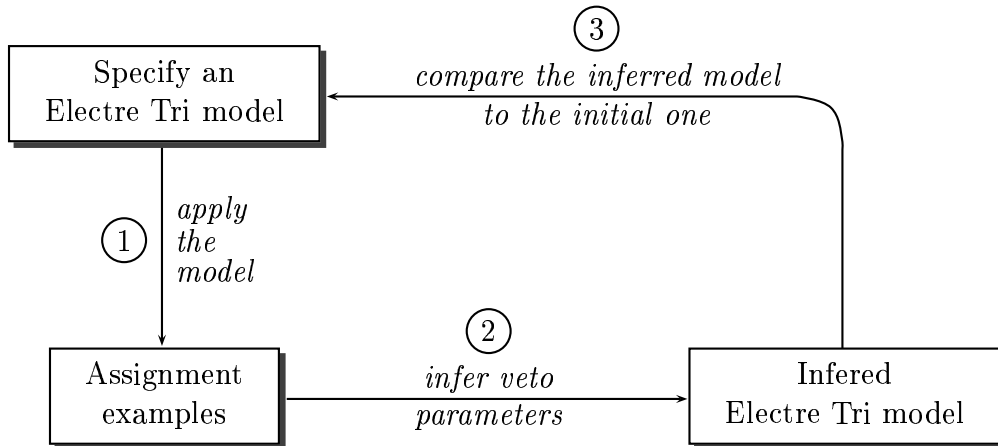 3
Specify an
Electre Tri model
compare the inferred model
to the initial one
1
apply
the
model
2
Assignment
examples
infer veto
parameters
Infered
Electre Tri model